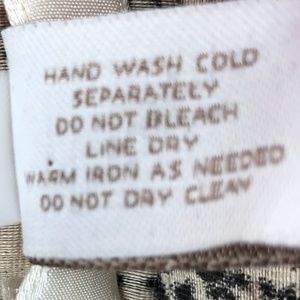 HAND WASH COLD
SEPARATELY
DO NOT BLEACH
LINE DRY
WARM IRON AS NEEDED
DO NOT DRY CLEAN